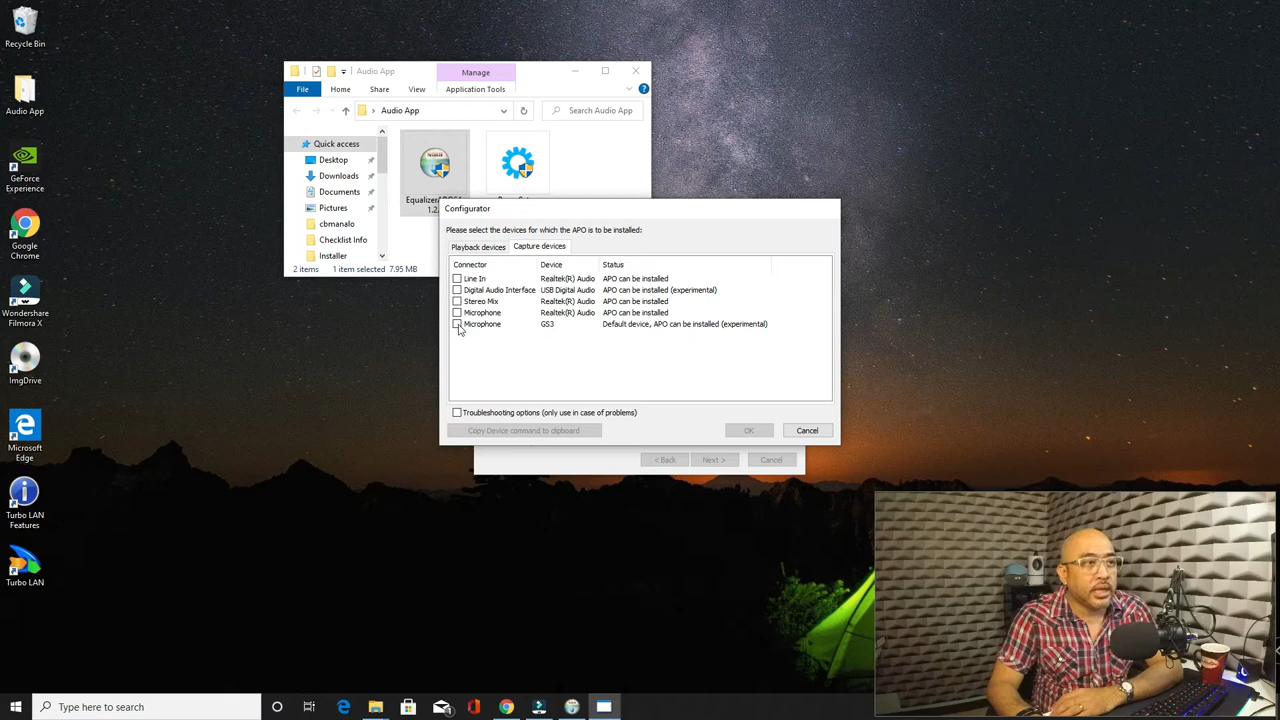 Recycle Bin
Audio App
GeForce
Experience
Google
Chrome
Wondershare
Filmora X
ImgDrive
Microsoft
Edge
Turbo LAN
Features
Turbo LAN
Audio App
Manage
File
Home
Share
View
Application Tools
Audio App
Search Audio App
Quick access
Desktop
Downloads
Documents
Pictures
cbmanalo
Checklist Info
Installer
2 items
1 item selected
7.95 MB
Configurator
Please select the devices for which the APO is to be installed:
Playback devices
Capture devices
Connector Device Status
Line In Realtek(R) Audio APO can be installed
Digital Audio Interface USB Digital Audio APO can be installed (experimental)
Stereo Mix Realtek(R) Audio APO can be installed
Microphone Realtek(R) Audio APO can be installed
Microphone GS3 Default device, APO can be installed (experimental)
Troubleshooting options (only use in case of problems)
Copy Device command to clipboard
OK
Cancel
< Back
Next >
Cancel
Type here to search